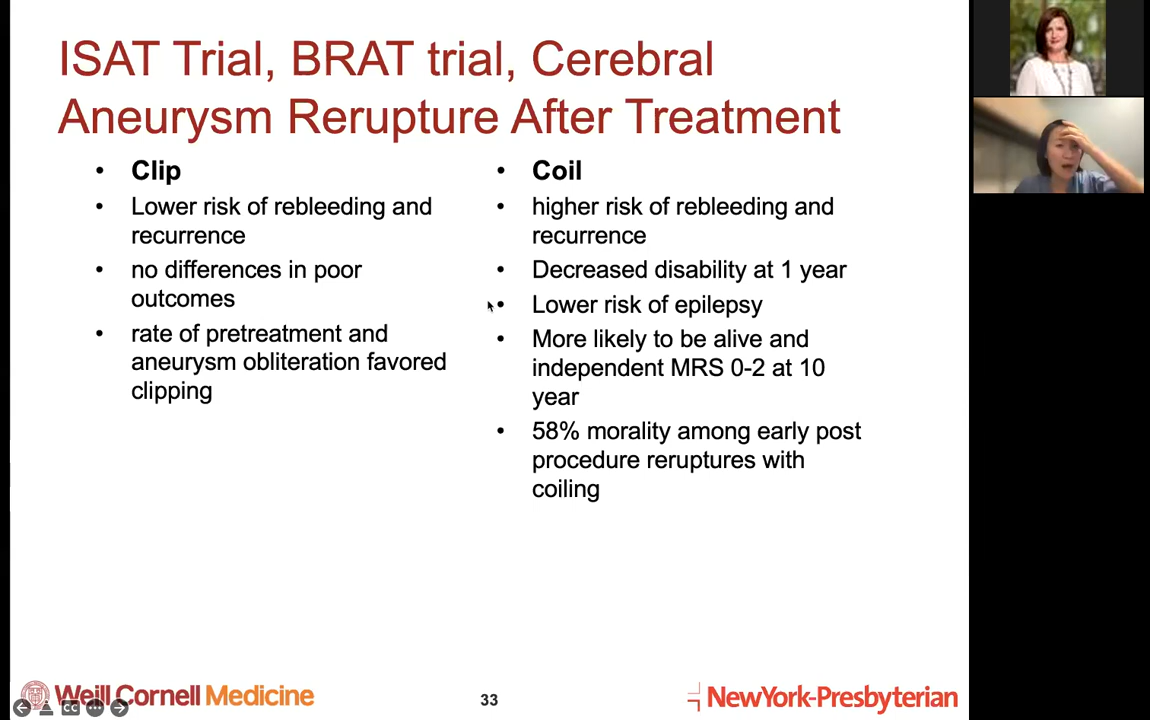 ISAT Trial, BRAT trial, Cerebral
Aneurysm Rerupture After Treatment
• Clip
• Lower risk of rebleeding and
recurrence
• no differences in poor
outcomes
• rate of pretreatment and
aneurysm obliteration favored
clipping
• Coil
• higher risk of rebleeding and
recurrence
• Decreased disability at 1 year
• Lower risk of epilepsy
• More likely to be alive and
independent MRS 0-2 at 10
year
• 58% morality among early post
procedure reruptures with
coiling
Weill Cornell Medicine
CC
33
NewYork-Presbyterian